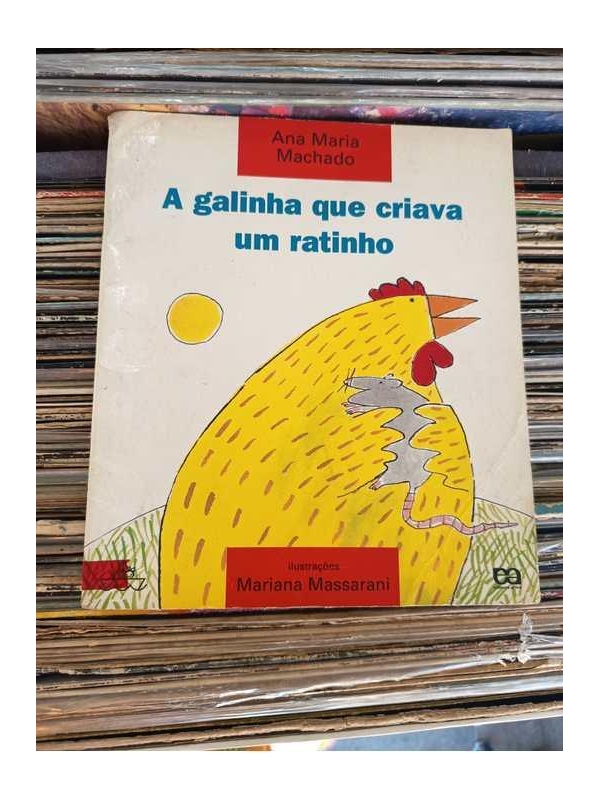 Ana Maria
Machado
A galinha que criava
um ratinho
ilustrações
Mariana Massarani